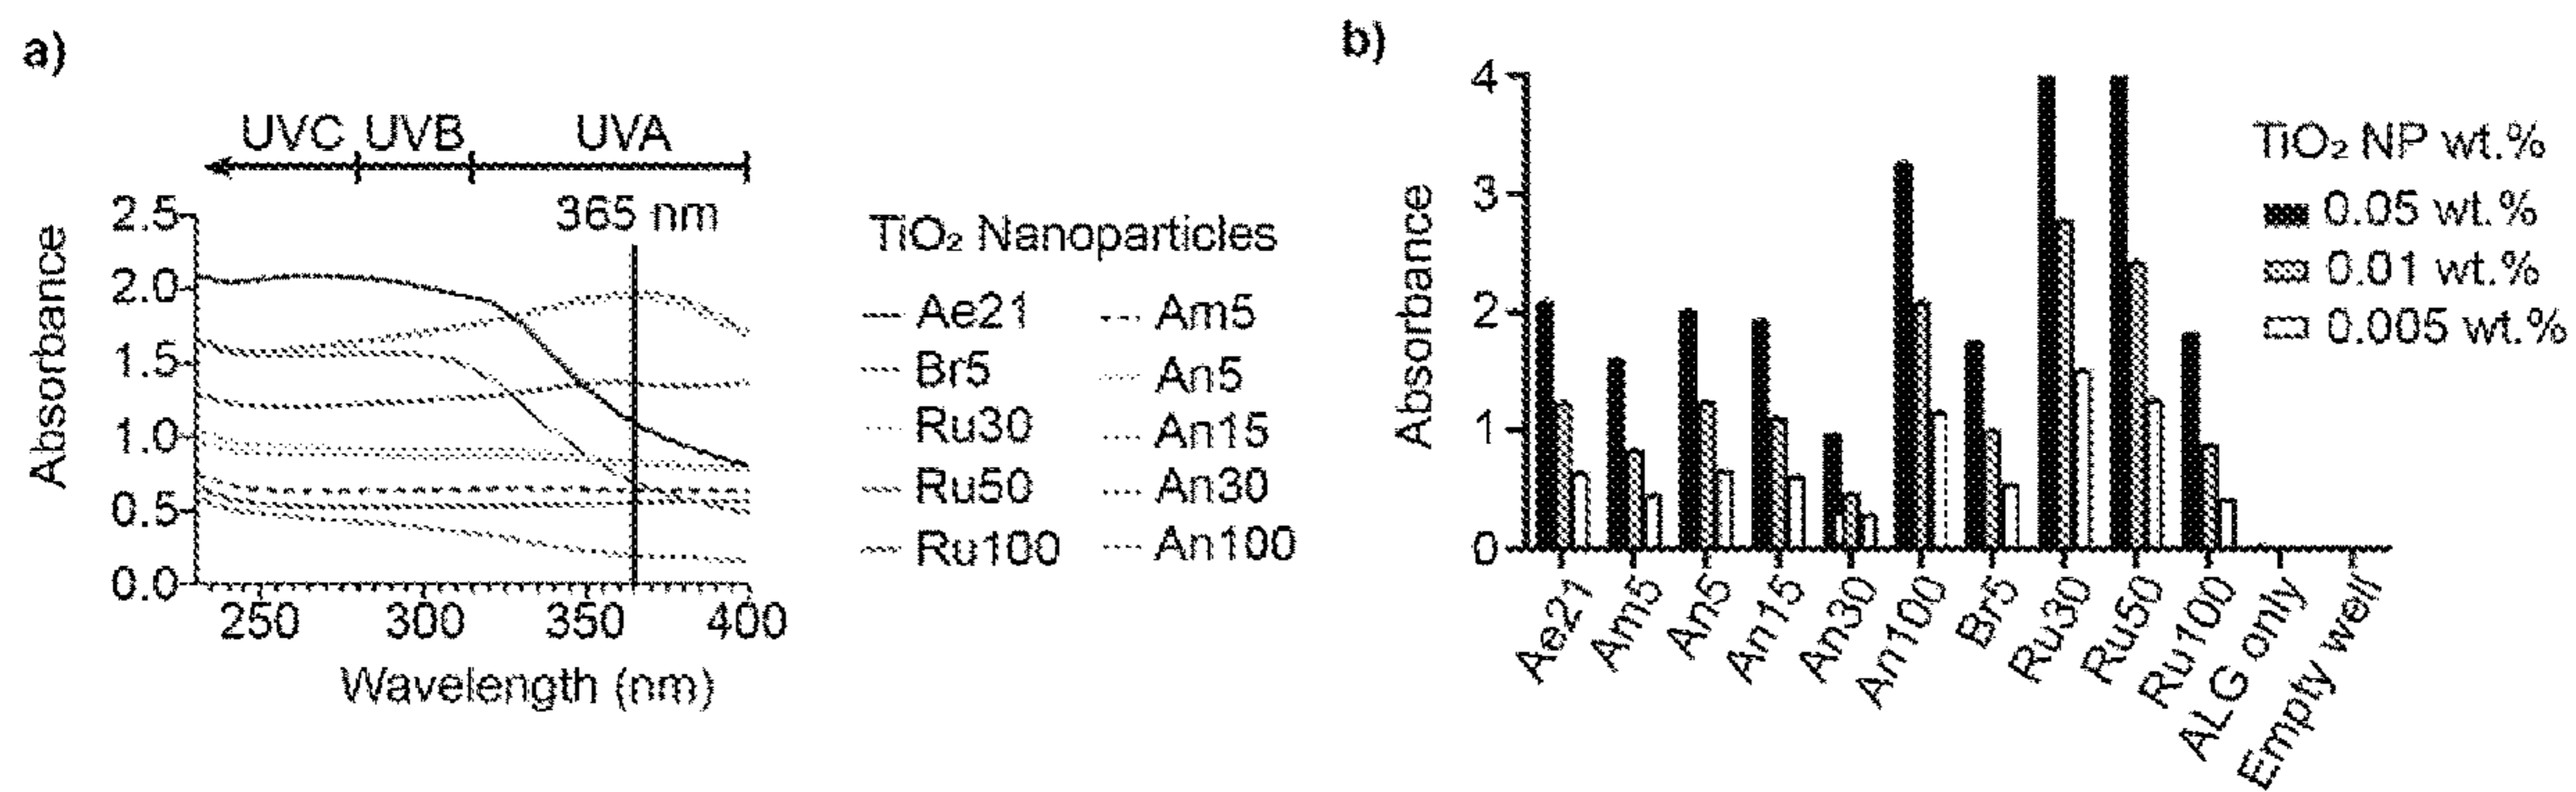 a)
UVC UVB UVA
365 nm
Absorbance
2.5
2.0
1.5
1.0
0.5
0.0
250 300 350 400
Wavelength (nm)
TiO₂ Nanoparticles
Ae21 Am5
Br5 An5
Ru30 An15
Ru50 An30
Ru100 An100
b)
Absorbance
4
3
2
1
0
Ae21
Am5
An5
An15
An30
An100
Br5
Ru30
Ru50
Ru100
ALG only
Empty well
TiO₂ NP wt.%
0.05 wt.%
0.01 wt.%
0.005 wt.%